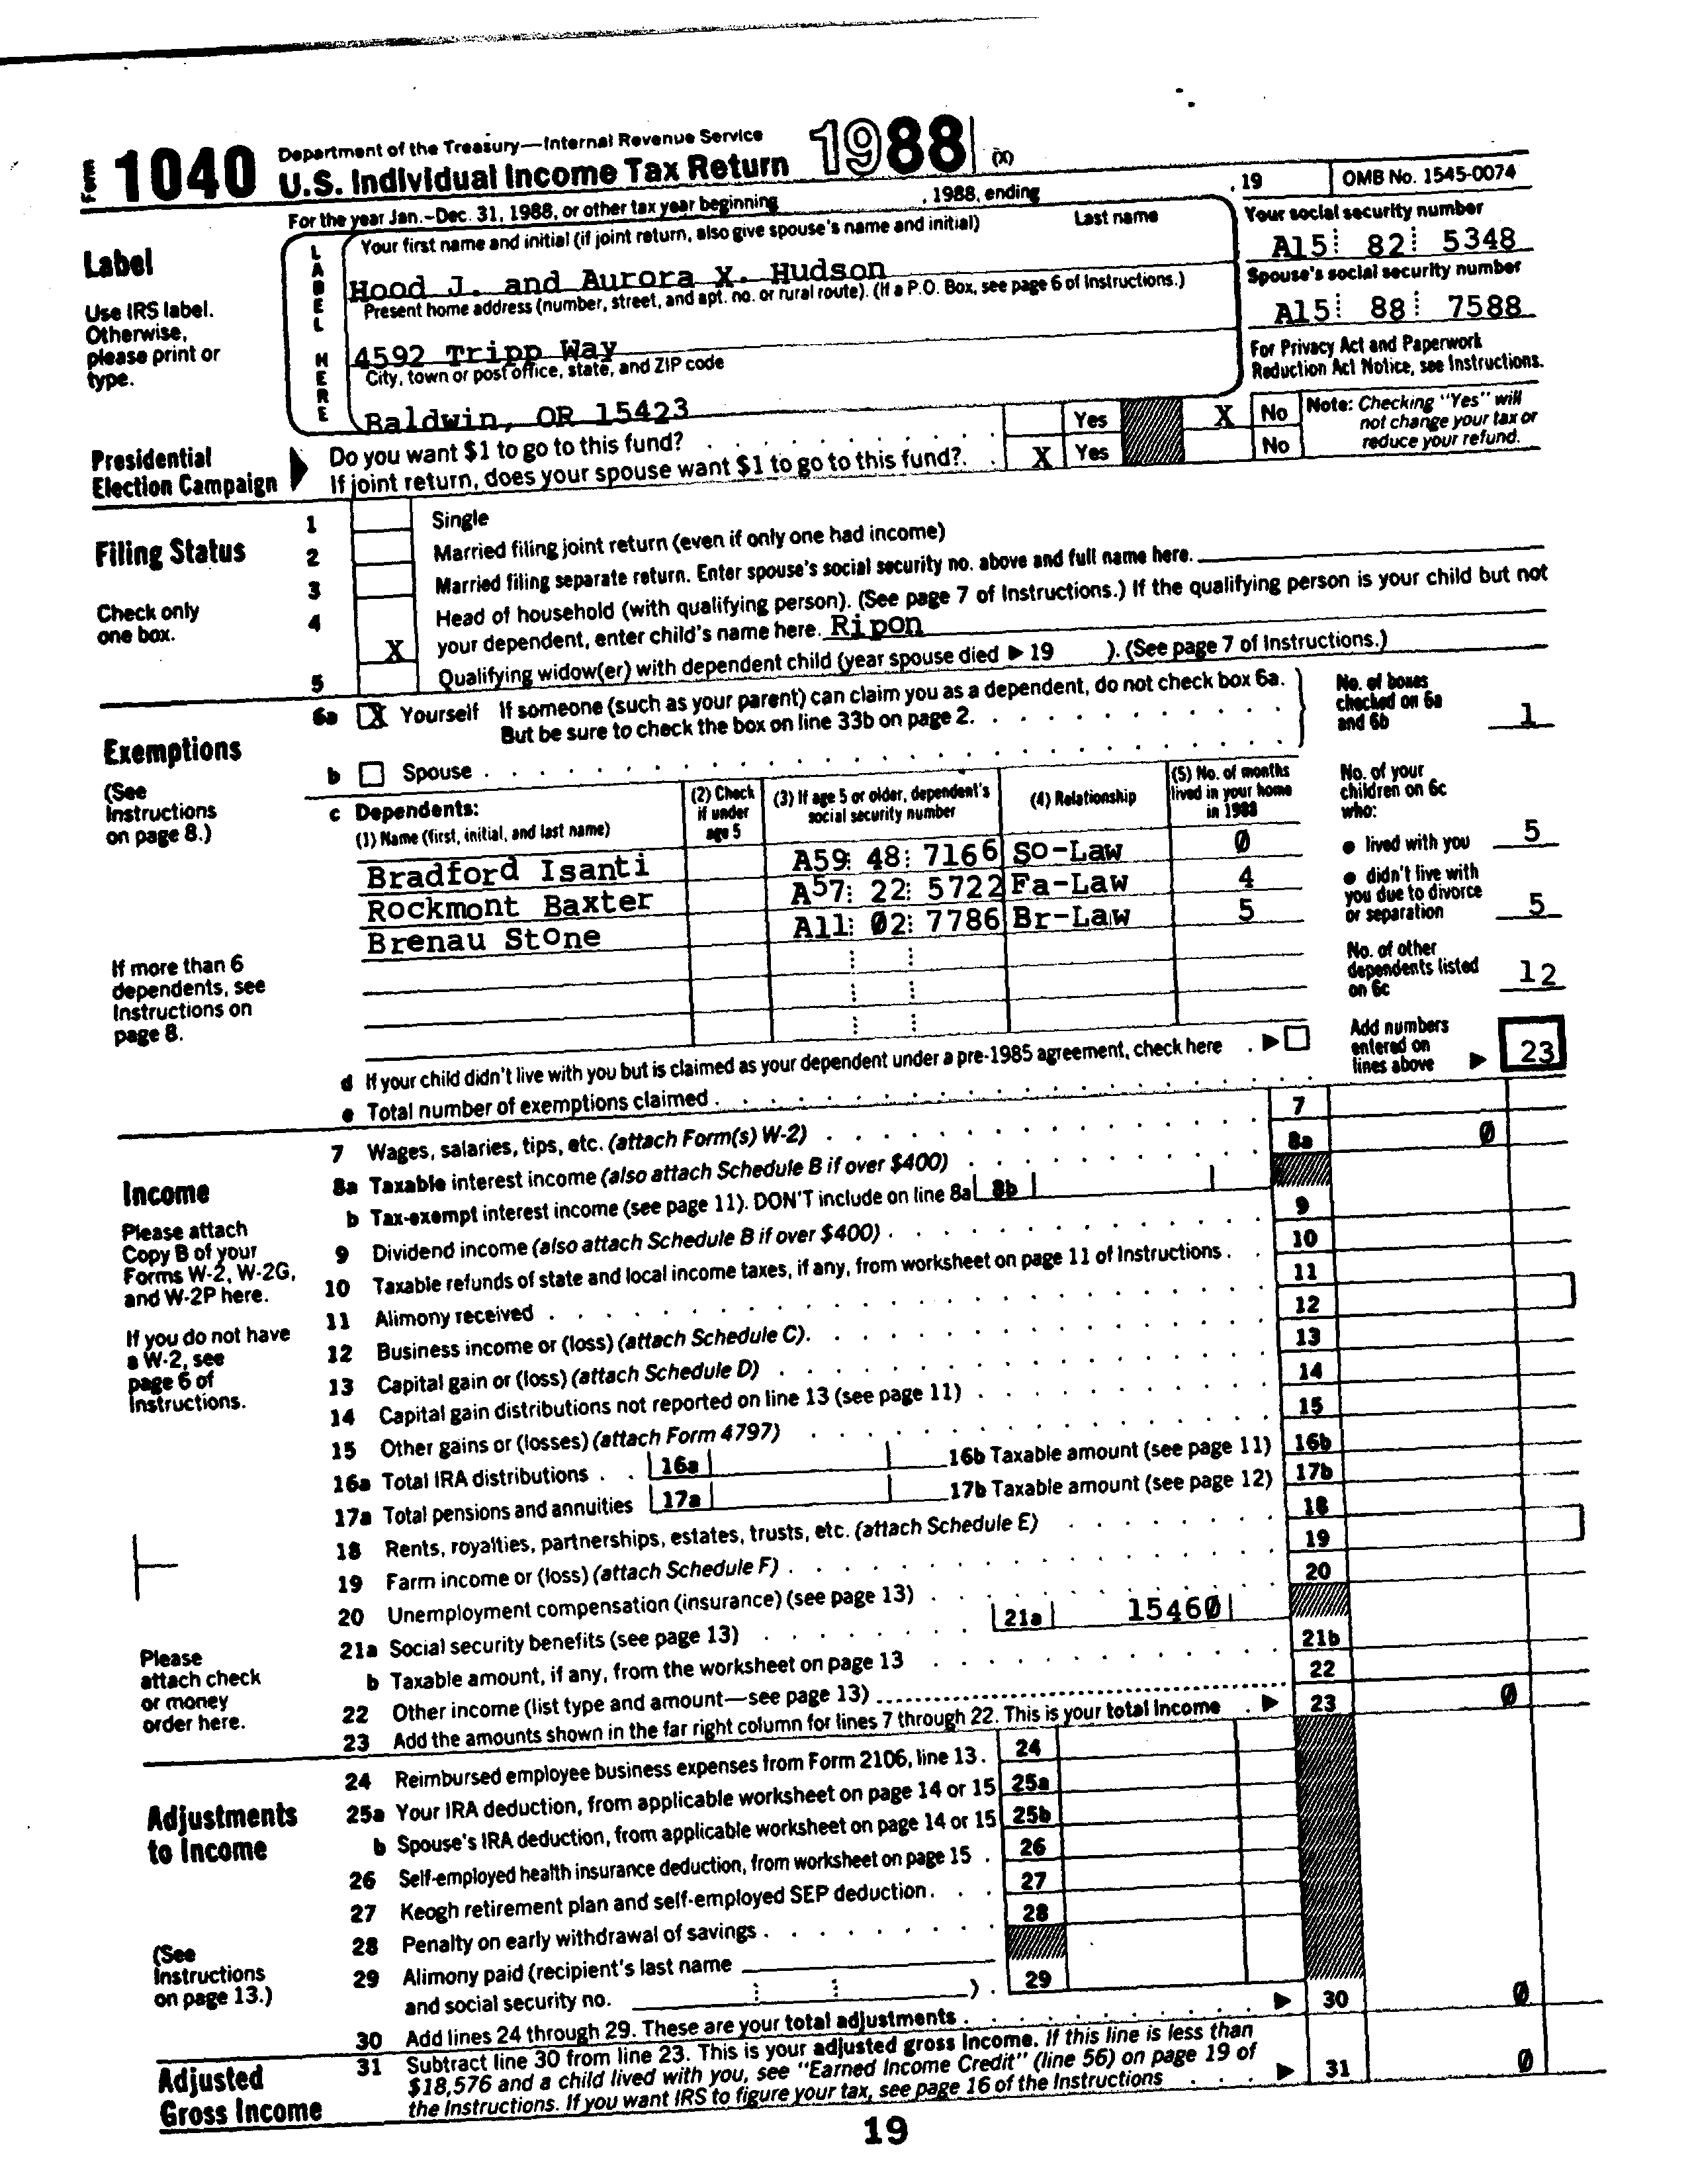 Form 1040 Department of the Treasury—Internal Revenue Service
U.S. Individual Income Tax Return 1988 (X)
For the year Jan.-Dec. 31, 1988, or other tax year beginning , 1988, ending , 19 OMB No. 1545-0074
Label
Use IRS label.
Otherwise,
please print or
type.
LABEL HERE
Your first name and initial (if joint return, also give spouse's name and initial) Last name
Hood J. and Aurora X. Hudson
Your social security number
A15 82 5348
Present home address (number, street, and apt. no. or rural route). (If a P.O. Box, see page 6 of Instructions.)
4592 Tripp Way
Spouse's social security number
A15 88 7588
City, town or post office, state, and ZIP code
Baldwin, OR 15423
For Privacy Act and Paperwork
Reduction Act Notice, see Instructions.
Presidential
Election Campaign
Do you want $1 to go to this fund? Yes X No
If joint return, does your spouse want $1 to go to this fund?. X Yes No
Note: Checking "Yes" will
not change your tax or
reduce your refund.
Filing Status
Check only
one box.
1 Single
2 Married filing joint return (even if only one had income)
3 Married filing separate return. Enter spouse's social security no. above and full name here.
4 Head of household (with qualifying person). (See page 7 of Instructions.) If the qualifying person is your child but not
X your dependent, enter child's name here. Ripon
5 Qualifying widow(er) with dependent child (year spouse died ▶ 19 ). (See page 7 of Instructions.)
Exemptions
(See
Instructions
on page 8.)
6a X Yourself If someone (such as your parent) can claim you as a dependent, do not check box 6a.
But be sure to check the box on line 33b on page 2.
b Spouse
No. of boxes
checked on 6a
and 6b 1
c Dependents:
(1) Name (first, initial, and last name)
(2) Check
if under
age 5
(3) If age 5 or older, dependent's
social security number
(4) Relationship
(5) No. of months
lived in your home
in 1988
Bradford Isanti A59 48 7166 So-Law 0
Rockmont Baxter A57 22 5722 Fa-Law 4
Brenau Stone A11 02 7786 Br-Law 5
No. of your
children on 6c
who:
● lived with you 5
● didn't live with
you due to divorce
or separation 5
No. of other
dependents listed
on 6c 12
If more than 6
dependents, see
Instructions on
page 8.
d If your child didn't live with you but is claimed as your dependent under a pre-1985 agreement, check here ▶
e Total number of exemptions claimed
Add numbers
entered on
lines above ▶ 23
Income
Please attach
Copy B of your
Forms W-2, W-2G,
and W-2P here.
If you do not have
a W-2, see
page 6 of
Instructions.
Please
attach check
or money
order here.
7 Wages, salaries, tips, etc. (attach Form(s) W-2) 7
8a Taxable interest income (also attach Schedule B if over $400) 8a 0
b Tax-exempt interest income (see page 11). DON'T include on line 8a 8b
9 Dividend income (also attach Schedule B if over $400) 9
10 Taxable refunds of state and local income taxes, if any, from worksheet on page 11 of Instructions 10
11 Alimony received 11
12 Business income or (loss) (attach Schedule C). 12
13 Capital gain or (loss) (attach Schedule D) 13
14 Capital gain distributions not reported on line 13 (see page 11) 14
15 Other gains or (losses) (attach Form 4797) 15
16a Total IRA distributions 16a 16b Taxable amount (see page 11) 16b
17a Total pensions and annuities 17a 17b Taxable amount (see page 12) 17b
18 Rents, royalties, partnerships, estates, trusts, etc. (attach Schedule E) 18
19 Farm income or (loss) (attach Schedule F) 19
20 Unemployment compensation (insurance) (see page 13) 20
21a Social security benefits (see page 13) 21a 15460
b Taxable amount, if any, from the worksheet on page 13 21b
22 Other income (list type and amount—see page 13) 22
23 Add the amounts shown in the far right column for lines 7 through 22. This is your total income ▶ 23 0
Adjustments
to Income
(See
Instructions
on page 13.)
24 Reimbursed employee business expenses from Form 2106, line 13. 24
25a Your IRA deduction, from applicable worksheet on page 14 or 15 25a
b Spouse's IRA deduction, from applicable worksheet on page 14 or 15 25b
26 Self-employed health insurance deduction, from worksheet on page 15 26
27 Keogh retirement plan and self-employed SEP deduction. 27
28 Penalty on early withdrawal of savings 28
29 Alimony paid (recipient's last name
and social security no. ) 29
30 Add lines 24 through 29. These are your total adjustments ▶ 30 0
Adjusted
Gross Income
31 Subtract line 30 from line 23. This is your adjusted gross income. If this line is less than
$18,576 and a child lived with you, see "Earned Income Credit" (line 56) on page 19 of
the Instructions. If you want IRS to figure your tax, see page 16 of the Instructions ▶ 31 0
19